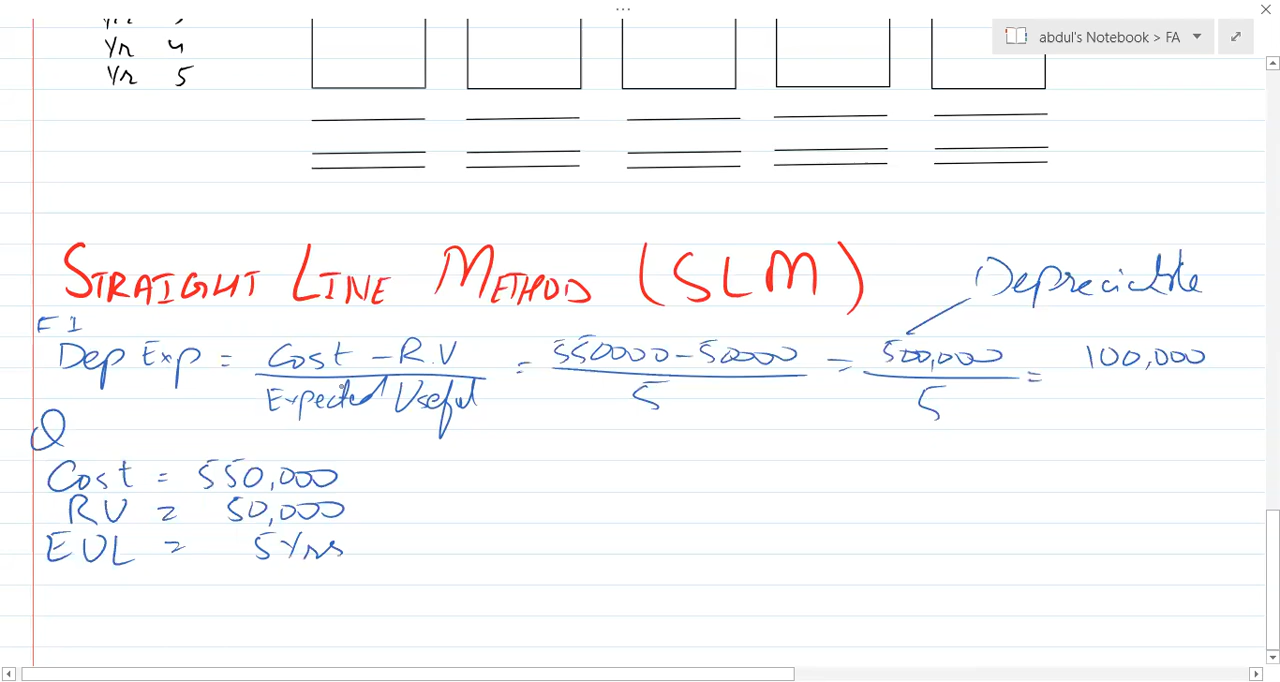 abdul's Notebook > FA
Yr 4
Yr 5
STRAIGHT LINE METHOD (SLM)
Depreciable
F1
Dep Exp = Cost - R.V / Expected Useful = 550000 - 50000 / 5 = 500,000 / 5 = 100,000
Q
Cost = 550,000
RV = 50,000
EUL = 5 Yrs